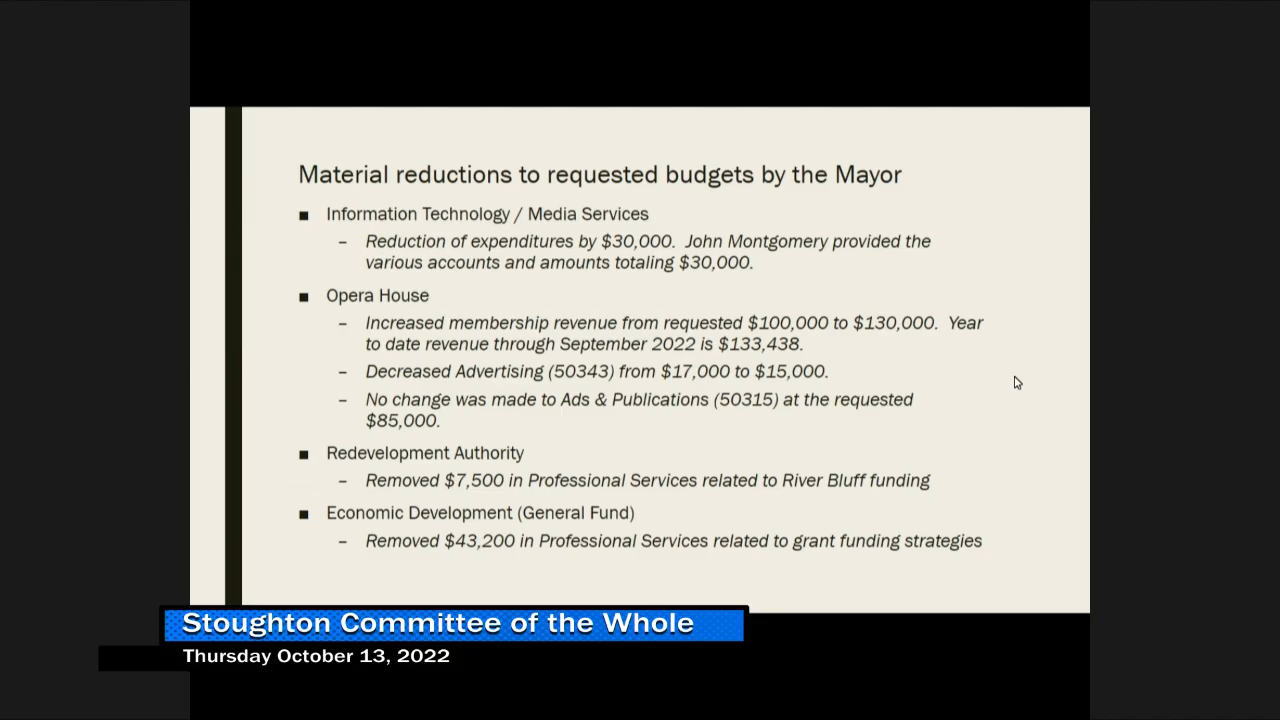 Material reductions to requested budgets by the Mayor
■ Information Technology / Media Services
– Reduction of expenditures by $30,000. John Montgomery provided the
various accounts and amounts totaling $30,000.
■ Opera House
– Increased membership revenue from requested $100,000 to $130,000. Year
to date revenue through September 2022 is $133,438.
– Decreased Advertising (50343) from $17,000 to $15,000.
– No change was made to Ads & Publications (50315) at the requested
$85,000.
■ Redevelopment Authority
– Removed $7,500 in Professional Services related to River Bluff funding
■ Economic Development (General Fund)
– Removed $43,200 in Professional Services related to grant funding strategies
Stoughton Committee of the Whole
Thursday October 13, 2022